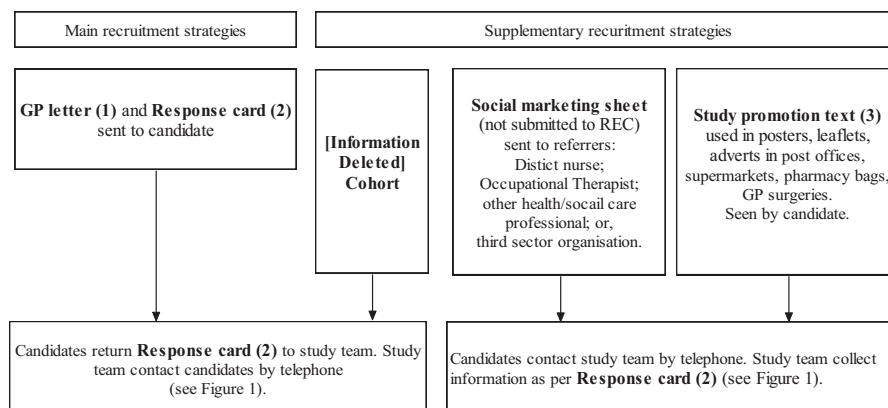 Main recruitment strategies
Supplementary recuritment strategies
GP letter (1) and Response card (2)
sent to candidate
[Information
Deleted]
Cohort
Social marketing sheet
(not submitted to REC)
sent to referrers:
Distict nurse;
Occupational Therapist;
other health/socail care
professional; or,
third sector organisation.
Study promotion text (3)
used in posters, leaflets,
adverts in post offices,
supermarkets, pharmacy bags,
GP surgeries.
Seen by candidate.
Candidates return Response card (2) to study team. Study
team contact candidates by telephone
(see Figure 1).
Candidates contact study team by telephone. Study team collect
information as per Response card (2) (see Figure 1).